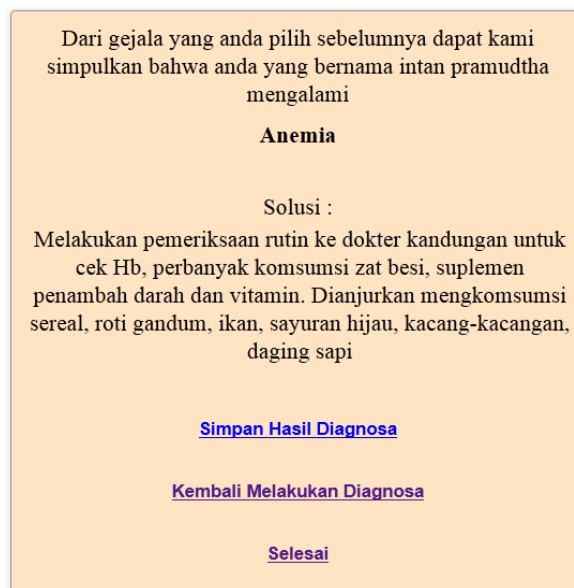 Dari gejala yang anda pilih sebelumnya dapat kami
simpulkan bahwa anda yang bernama intan pramudtha
mengalami
Anemia
Solusi :
Melakukan pemeriksaan rutin ke dokter kandungan untuk
cek Hb, perbanyak komsumsi zat besi, suplemen
penambah darah dan vitamin. Dianjurkan mengkomsumsi
sereal, roti gandum, ikan, sayuran hijau, kacang-kacangan,
daging sapi
Simpan Hasil Diagnosa
Kembali Melakukan Diagnosa
Selesai